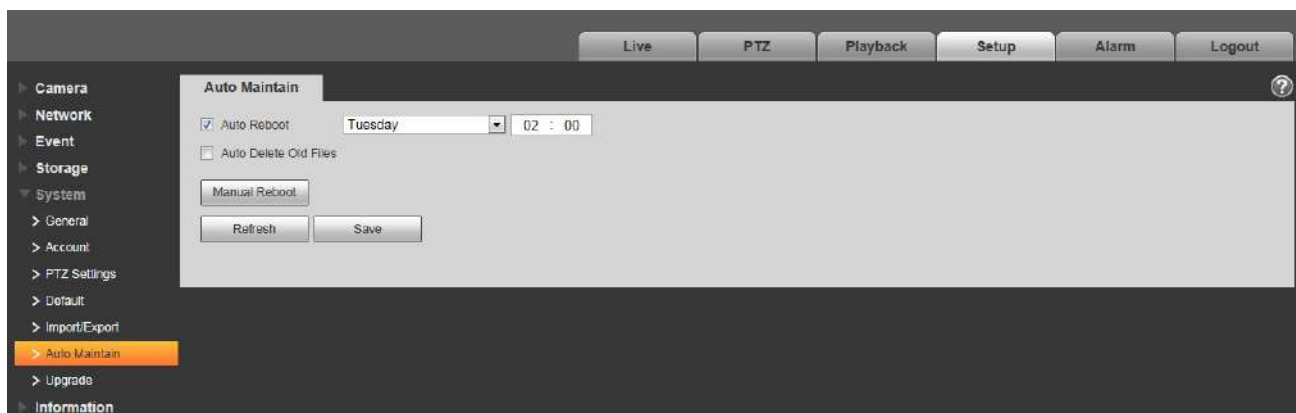 Live PTZ Playback Setup Alarm Logout
Camera
Network
Event
Storage
System
> General
> Account
> PTZ Settings
> Default
> Import/Export
> Auto Maintain
> Upgrade
Information
Auto Maintain ?
Auto Reboot Tuesday 02 : 00
Auto Delete Old Files
Manual Reboot
Refresh Save